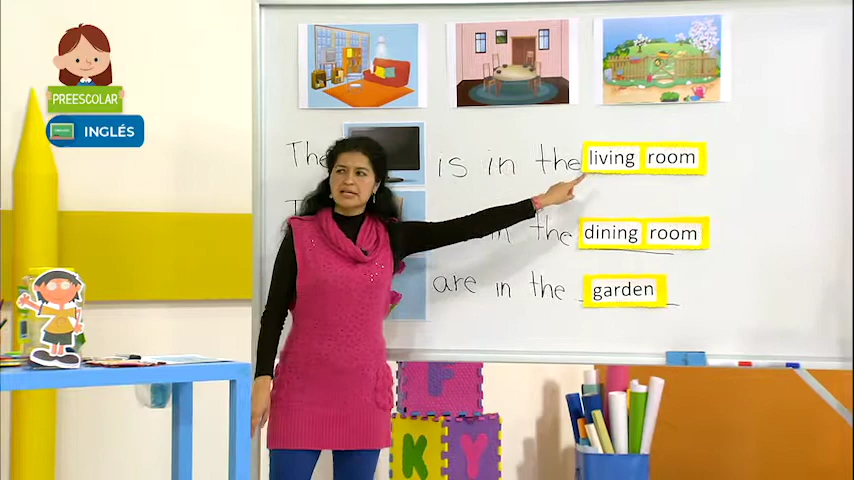 PREESCOLAR
INGLÉS
The is in the living room
in the dining room
are in the garden
F
K Y